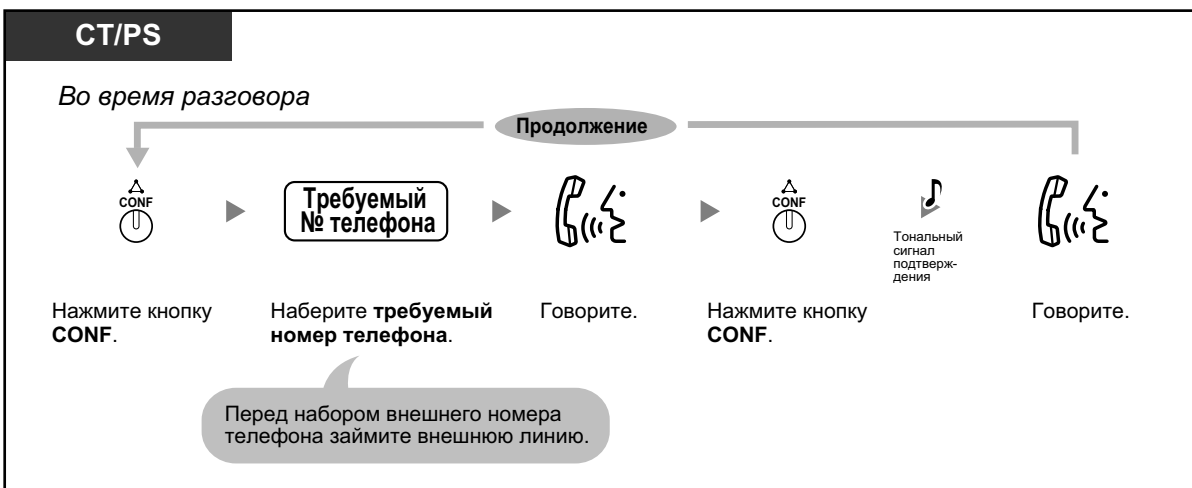 CT/PS
Во время разговора
Продолжение
CONF
Требуемый
№ телефона
CONF
Тональный
сигнал
подтверж-
дения
Нажмите кнопку
CONF.
Наберите требуемый
номер телефона.
Говорите.
Нажмите кнопку
CONF.
Говорите.
Перед набором внешнего номера
телефона займите внешнюю линию.